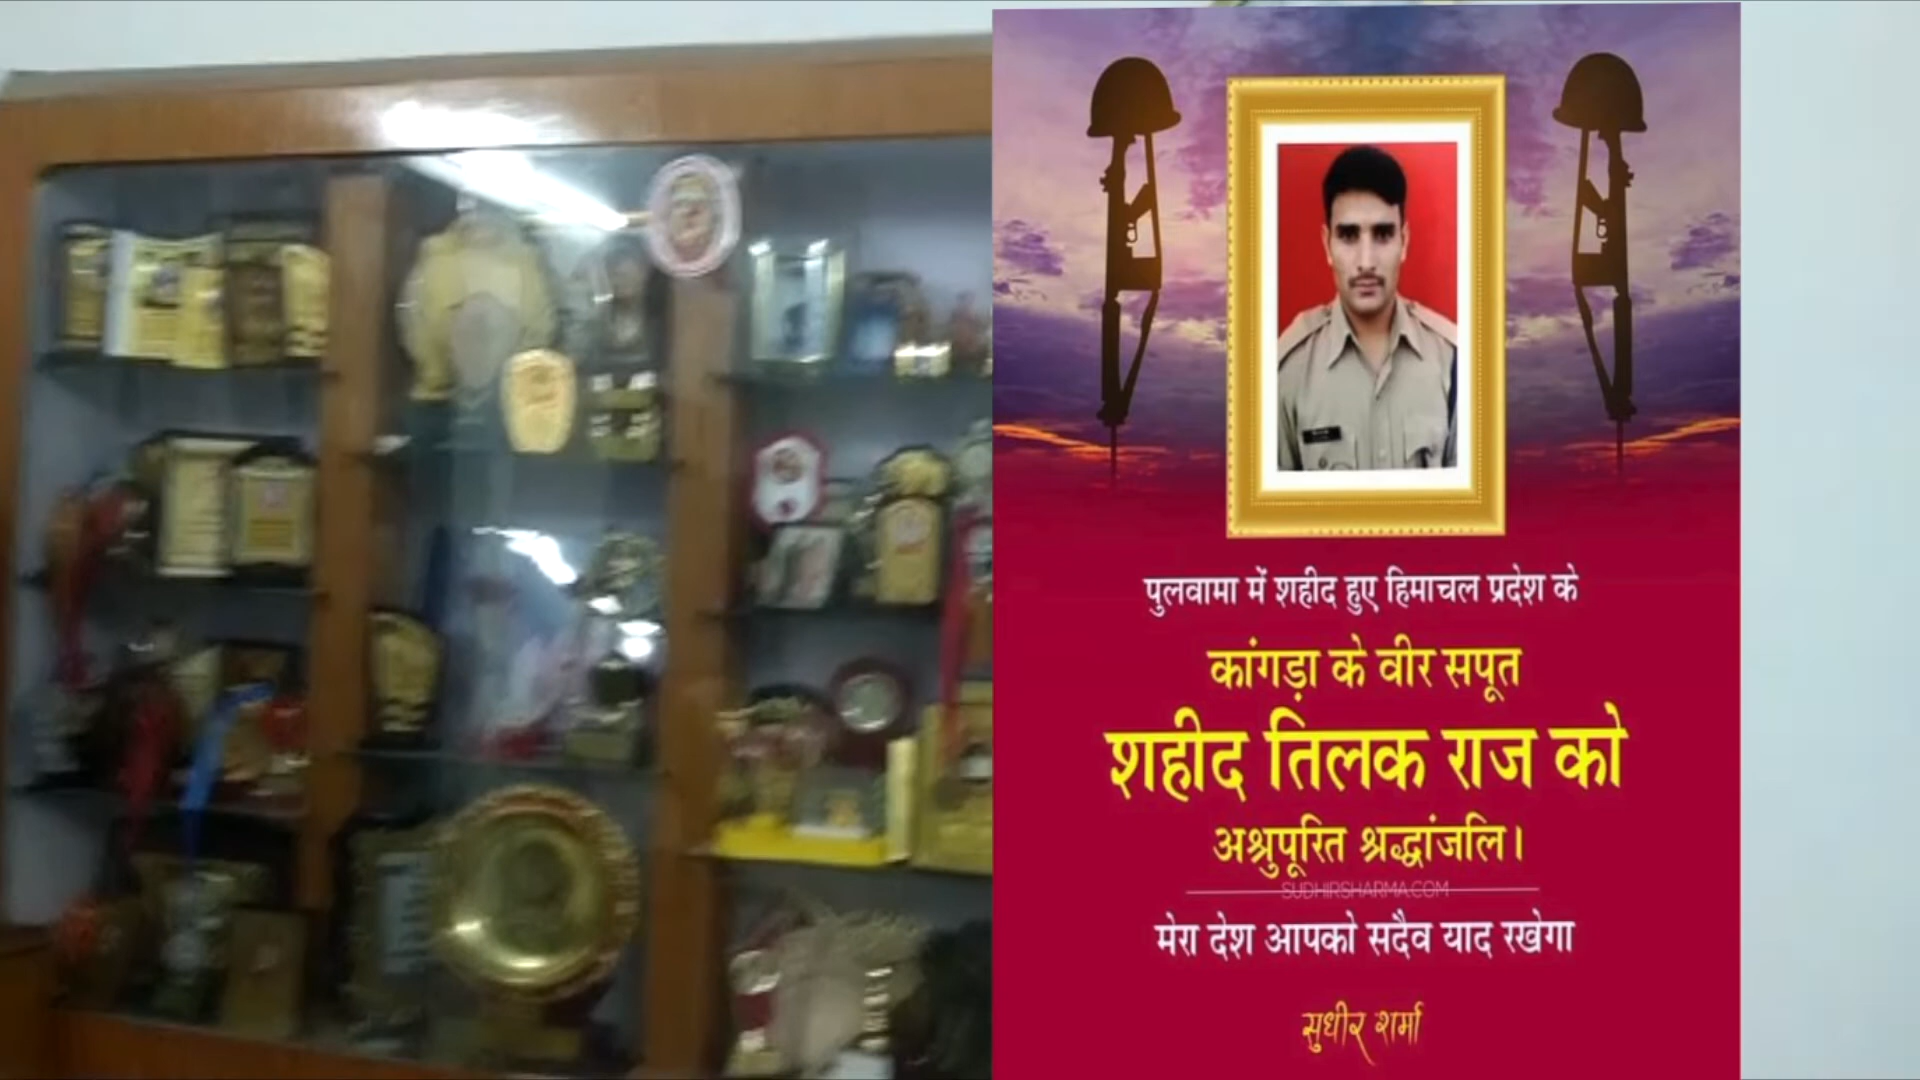 पुलवामा में शहीद हुए हिमाचल प्रदेश के
कांगड़ा के वीर सपूत
शहीद तिलक राज को
अश्रुपूरित श्रद्धांजलि।
SUDHIRSHARMA.COM
मेरा देश आपको सदैव याद रखेगा
सुधीर शर्मा